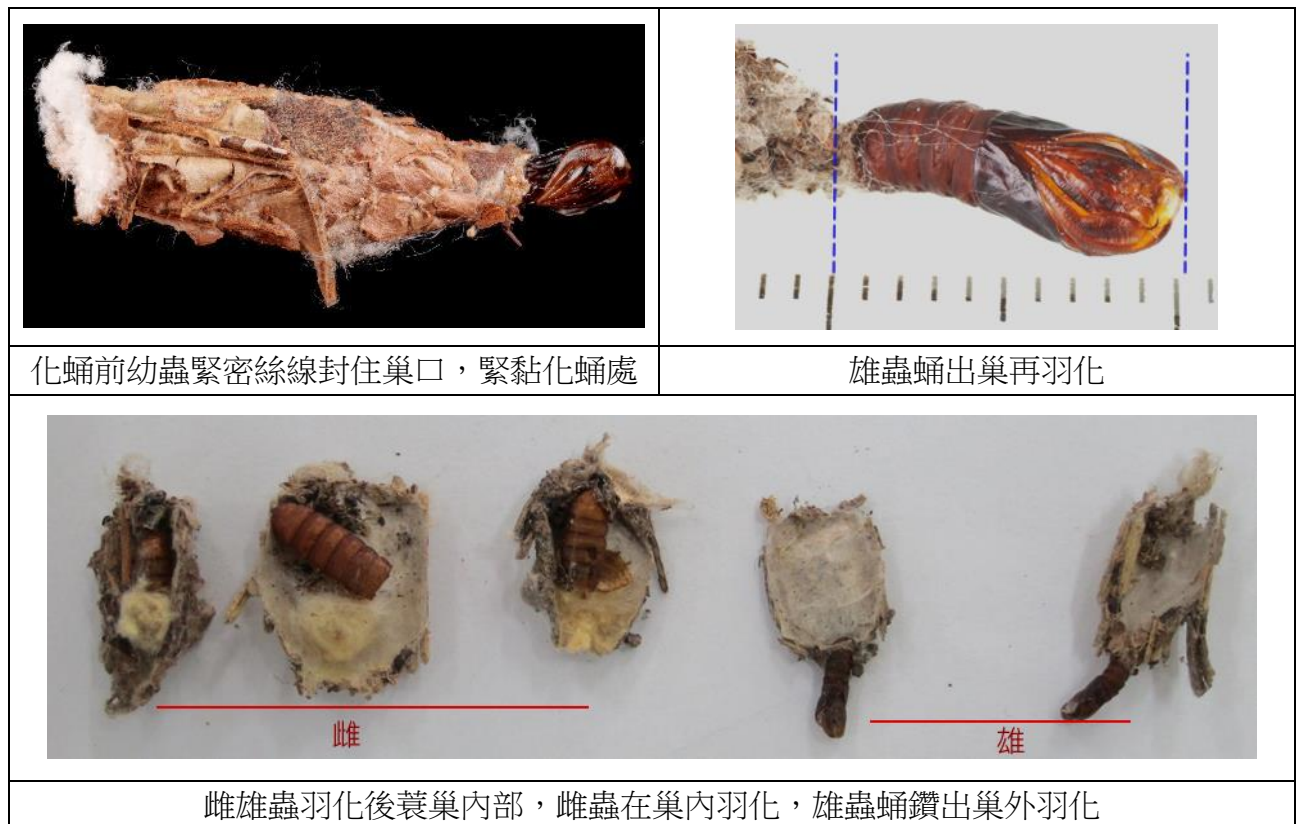 化蛹前幼蟲緊密絲線封住巢口，緊黏化蛹處
雄蟲蛹出巢再羽化
雌
雄
雌雄蟲羽化後蓑巢內部，雌蟲在巢內羽化，雄蟲蛹鑽出巢外羽化